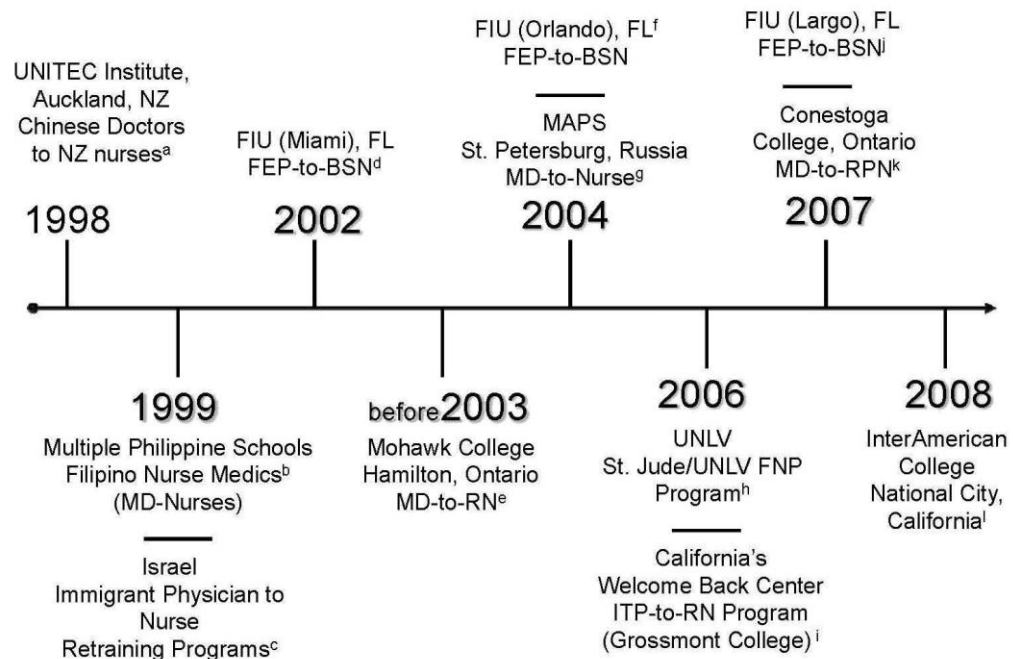 UNITEC Institute,
Auckland, NZ
Chinese Doctors
to NZ nursesᵃ
1998
FIU (Miami), FL
FEP-to-BSNᵈ
2002
FIU (Orlando), FLᶠ
FEP-to-BSN
MAPS
St. Petersburg, Russia
MD-to-Nurseᵍ
2004
FIU (Largo), FL
FEP-to-BSNʲ
Conestoga
College, Ontario
MD-to-RPNᵏ
2007
1999
Multiple Philippine Schools
Filipino Nurse Medicsᵇ
(MD-Nurses)
Israel
Immigrant Physician to
Nurse
Retraining Programsᶜ
before2003
Mohawk College
Hamilton, Ontario
MD-to-RNᵉ
2006
UNLV
St. Jude/UNLV FNP
Programʰ
California's
Welcome Back Center
ITP-to-RN Program
(Grossmont College) ⁱ
2008
InterAmerican
College
National City,
Californiaˡ